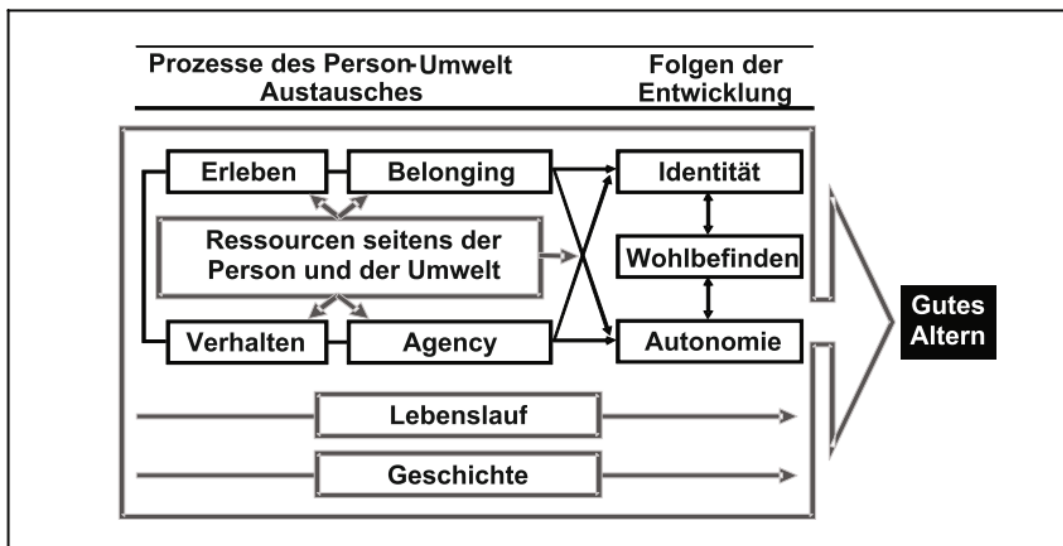 Prozesse des Person-Umwelt
Austausches
Folgen der
Entwicklung
Erleben
Belonging
Identität
Ressourcen seitens der
Person und der Umwelt
Wohlbefinden
Verhalten
Agency
Autonomie
Gutes
Altern
Lebenslauf
Geschichte